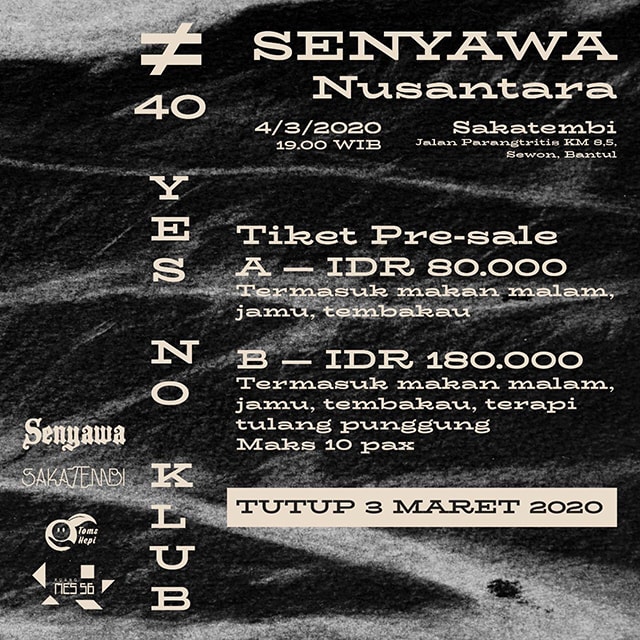 ≠
40
YES
NO
KLUB
SENYAWA
Nusantara
4/3/2020
19.00 WIB
Sakatembi
Jalan Parangtritis KM 8,5,
Sewon, Bantul
Tiket Pre-sale
A — IDR 80.000
Termasuk makan malam,
jamu, tembakau
B — IDR 180.000
Termasuk makan malam,
jamu, tembakau, terapi
tulang punggung
Maks 10 pax
TUTUP 3 MARET 2020
Senyawa
SAKATEMBI
Toms
Hepi
RUANG
MES 56